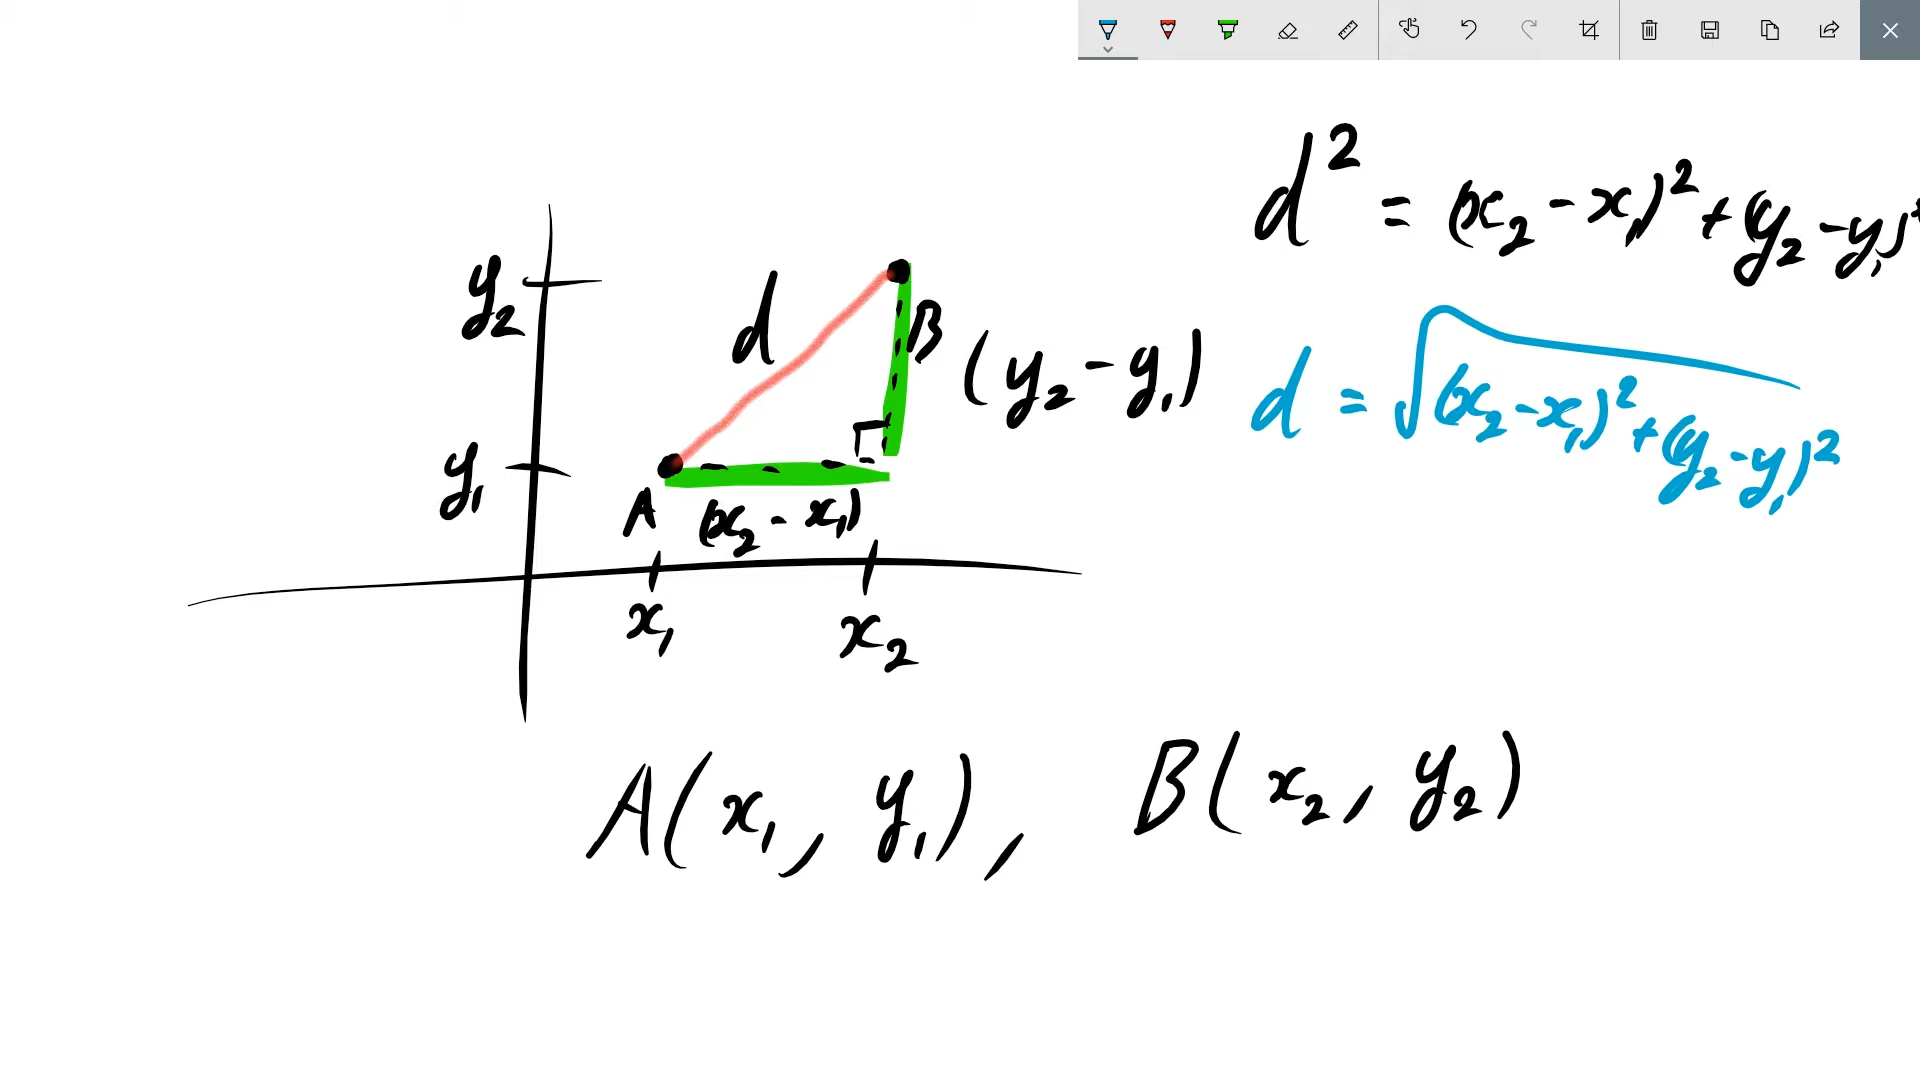 d² = (x₂ - x₁)² + (y₂ - y₁)²
d = √(x₂ - x₁)² + (y₂ - y₁)²
y₂
d
B
(y₂ - y₁)
y₁
A
(x₂ - x₁)
x₁
x₂
A(x₁, y₁), B(x₂, y₂)